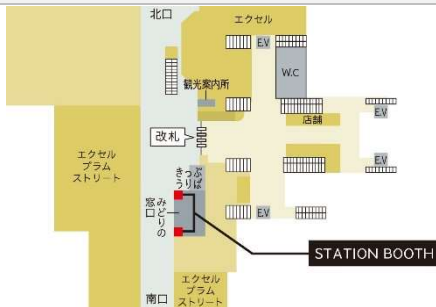 北口
エクセル
E.V
W.C
観光案内所
店舗
E.V
改札
エクセル
プラム
ストリート
きっぷ
うりば
みどりの
窓口
E.V
E.V
STATION BOOTH
エクセル
プラム
ストリート
南口